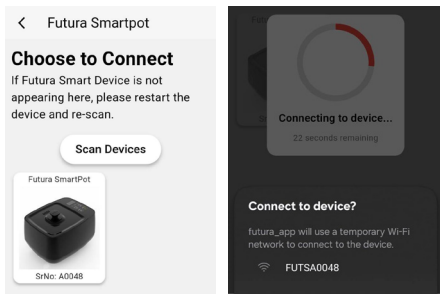 Futura Smartpot
Choose to Connect
If Futura Smart Device is not
appearing here, please restart the
device and re-scan.
Scan Devices
Futura SmartPot
SrNo: A0048
Connecting to device...
22 seconds remaining
Connect to device?
futura_app will use a temporary Wi-Fi
network to connect to the device.
FUTSA0048